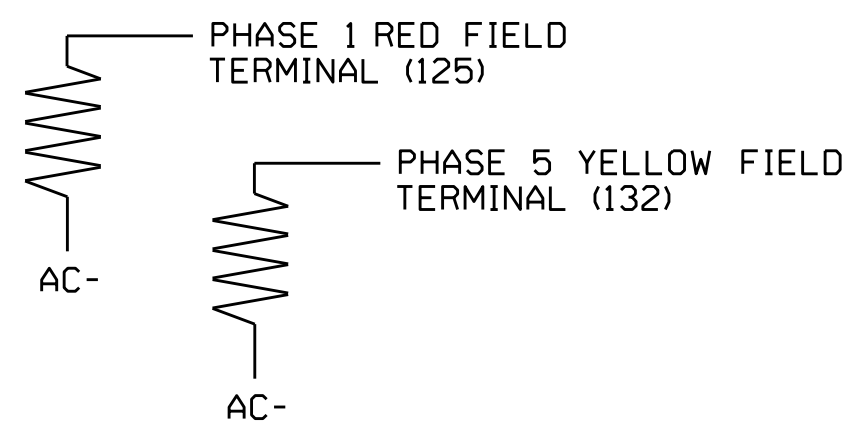 PHASE 1 RED FIELD
TERMINAL (125)
PHASE 5 YELLOW FIELD
TERMINAL (132)
AC-
AC-